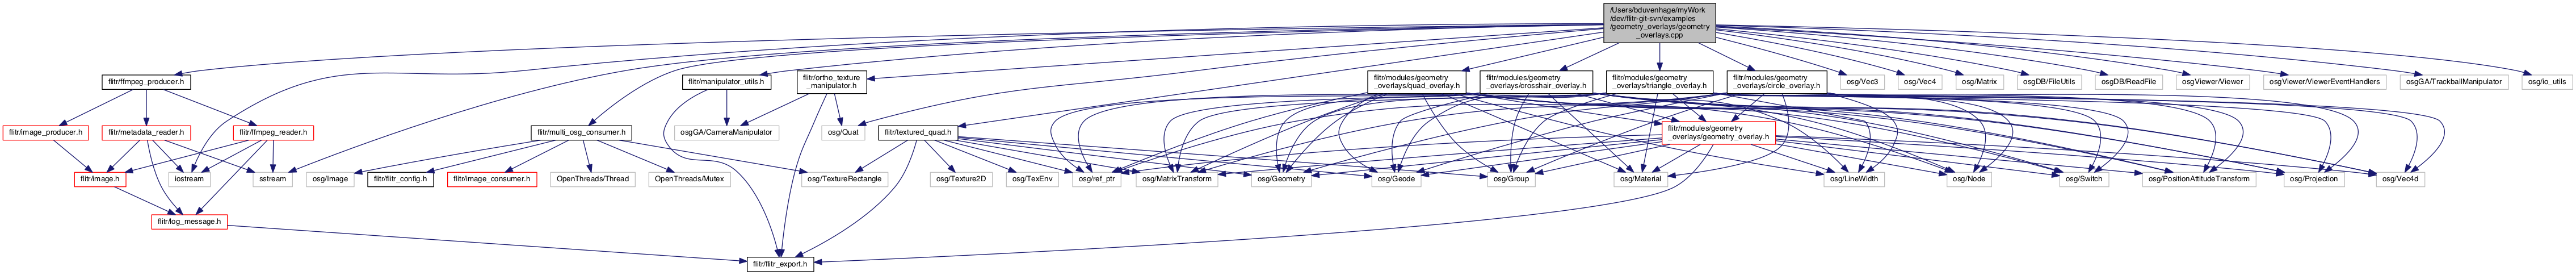 /Users/bduvenhage/myWork
/dev/flitr-git-svn/examples
/geometry_overlays/geometry
_overlays.cpp
flitr/ffmpeg_producer.h
flitr/manipulator_utils.h
flitr/ortho_texture
_manipulator.h
flitr/modules/geometry
_overlays/quad_overlay.h
flitr/modules/geometry
_overlays/crosshair_overlay.h
flitr/modules/geometry
_overlays/triangle_overlay.h
flitr/modules/geometry
_overlays/circle_overlay.h
osg/Vec3
osg/Vec4
osg/Matrix
osgDB/FileUtils
osgDB/ReadFile
osgViewer/Viewer
osgViewer/ViewerEventHandlers
osgGA/TrackballManipulator
osg/io_utils
flitr/image_producer.h
flitr/metadata_reader.h
flitr/ffmpeg_reader.h
flitr/multi_osg_consumer.h
osgGA/CameraManipulator
osg/Quat
flitr/textured_quad.h
flitr/modules/geometry
_overlays/geometry_overlay.h
flitr/image.h
iostream
sstream
osg/Image
flitr/flitr_config.h
flitr/image_consumer.h
OpenThreads/Thread
OpenThreads/Mutex
osg/TextureRectangle
osg/Texture2D
osg/TexEnv
osg/ref_ptr
osg/MatrixTransform
osg/Geometry
osg/Geode
osg/Group
osg/Material
osg/LineWidth
osg/Node
osg/Switch
osg/PositionAttitudeTransform
osg/Projection
osg/Vec4d
flitr/log_message.h
flitr/flitr_export.h